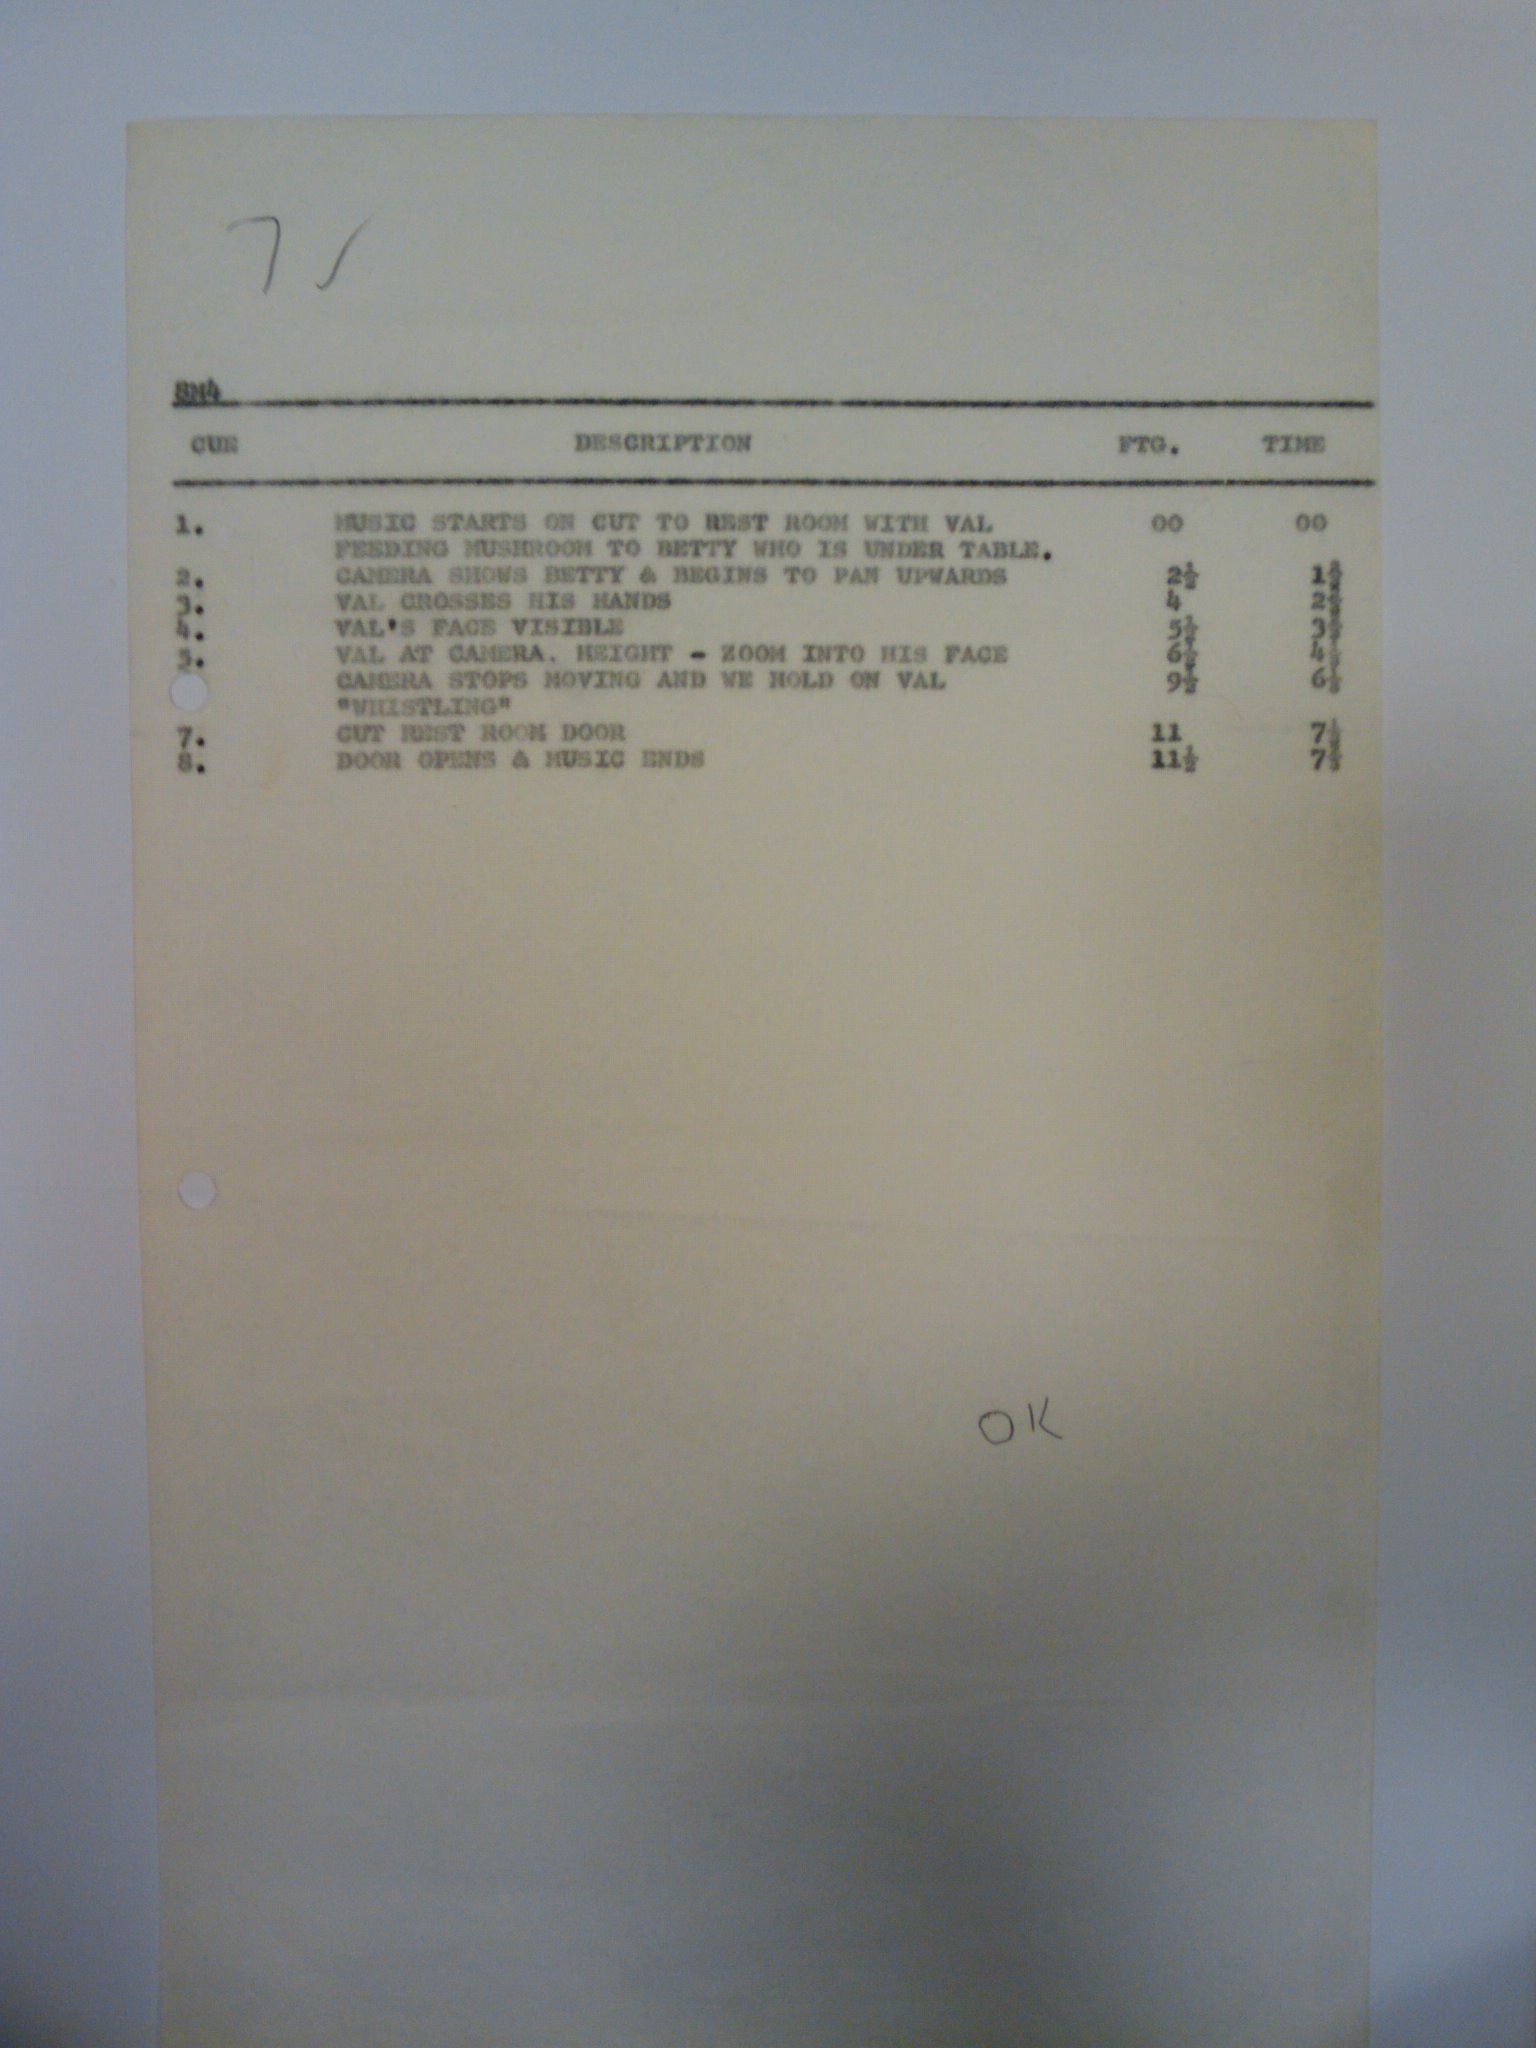 7 ✓
8M4
CUE DESCRIPTION FTG. TIME
1. MUSIC STARTS ON CUT TO REST ROOM WITH VAL 00 00
FEEDING MUSHROOM TO BETTY WHO IS UNDER TABLE.
2. CAMERA SHOWS BETTY & BEGINS TO PAN UPWARDS 2½
3. VAL CROSSES HIS HANDS 4
4. VAL'S FACE VISIBLE 5½
5. VAL AT CAMERA. HEIGHT - ZOOM INTO HIS FACE 6½
CAMERA STOPS MOVING AND WE HOLD ON VAL 9½
"WHISTLING"
7. CUT REST ROOM DOOR 11
8. DOOR OPENS & MUSIC ENDS 11½
OK